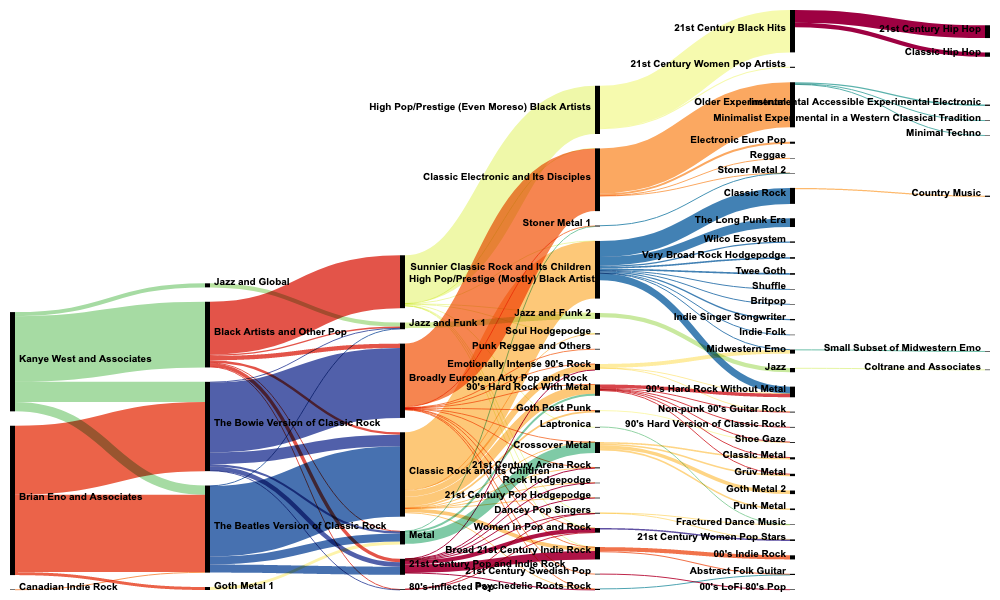 Kanye West and Associates
Brian Eno and Associates
Canadian Indie Rock
Jazz and Global
Black Artists and Other Pop
The Bowie Version of Classic Rock
The Beatles Version of Classic Rock
Goth Metal 1
High Pop/Prestige (Mostly) Black Artist
Jazz and Funk 1
Broadly European Arty Pop and Rock
Classic Rock and Its Children
Metal
21st Century Pop and Indie Rock
80's-inflected Pop
High Pop/Prestige (Even Moreso) Black Artists
Classic Electronic and Its Disciples
Stoner Metal 1
Sunnier Classic Rock and Its Children
Jazz and Funk 2
Soul Hodgepodge
Punk Reggae and Others
Emotionally Intense 90's Rock
90's Hard Rock With Metal
Goth Post Punk
Laptronica
Crossover Metal
21st Century Arena Rock
Rock Hodgepodge
21st Century Pop Hodgepodge
Dancey Pop Singers
Women in Pop and Rock
Broad 21st Century Indie Rock
21st Century Swedish Pop
Psychedelic Roots Rock
21st Century Black Hits
21st Century Women Pop Artists
Older Experimental
Electronic Euro Pop
Reggae
Stoner Metal 2
Classic Rock
The Long Punk Era
Wilco Ecosystem
Very Broad Rock Hodgepodge
Twee Goth
Shuffle
Britpop
Indie Singer Songwriter
Indie Folk
Midwestern Emo
Jazz
90's Hard Rock Without Metal
Non-punk 90's Guitar Rock
90's Hard Version of Classic Rock
Shoe Gaze
Classic Metal
Gruv Metal
Goth Metal 2
Punk Metal
Fractured Dance Music
21st Century Women Pop Stars
00's Indie Rock
Abstract Folk Guitar
00's LoFi 80's Pop
21st Century Hip Hop
Classic Hip Hop
Instrumental Accessible Experimental Electronic
Minimalist Experimental in a Western Classical Tradition
Minimal Techno
Country Music
Small Subset of Midwestern Emo
Coltrane and Associates